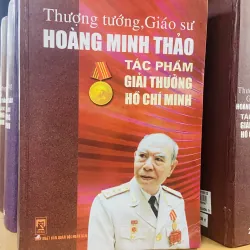 Thượng tướng, Giáo sư
HOÀNG MINH THẢO
TÁC PHẨM
GIẢI THƯỞNG
HỒ CHÍ MINH